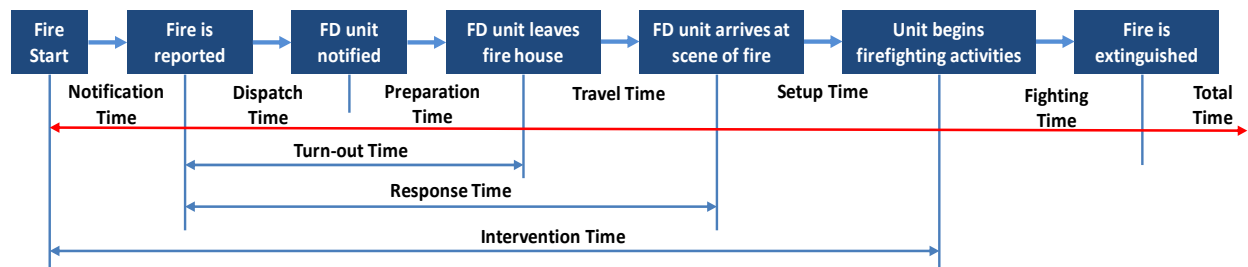 Fire
Start
Fire is
reported
FD unit
notified
FD unit leaves
fire house
FD unit arrives at
scene of fire
Unit begins
firefighting activities
Fire is
extinguished
Notification
Time
Dispatch
Time
Preparation
Time
Travel Time
Setup Time
Fighting
Time
Total
Time
Turn-out Time
Response Time
Intervention Time